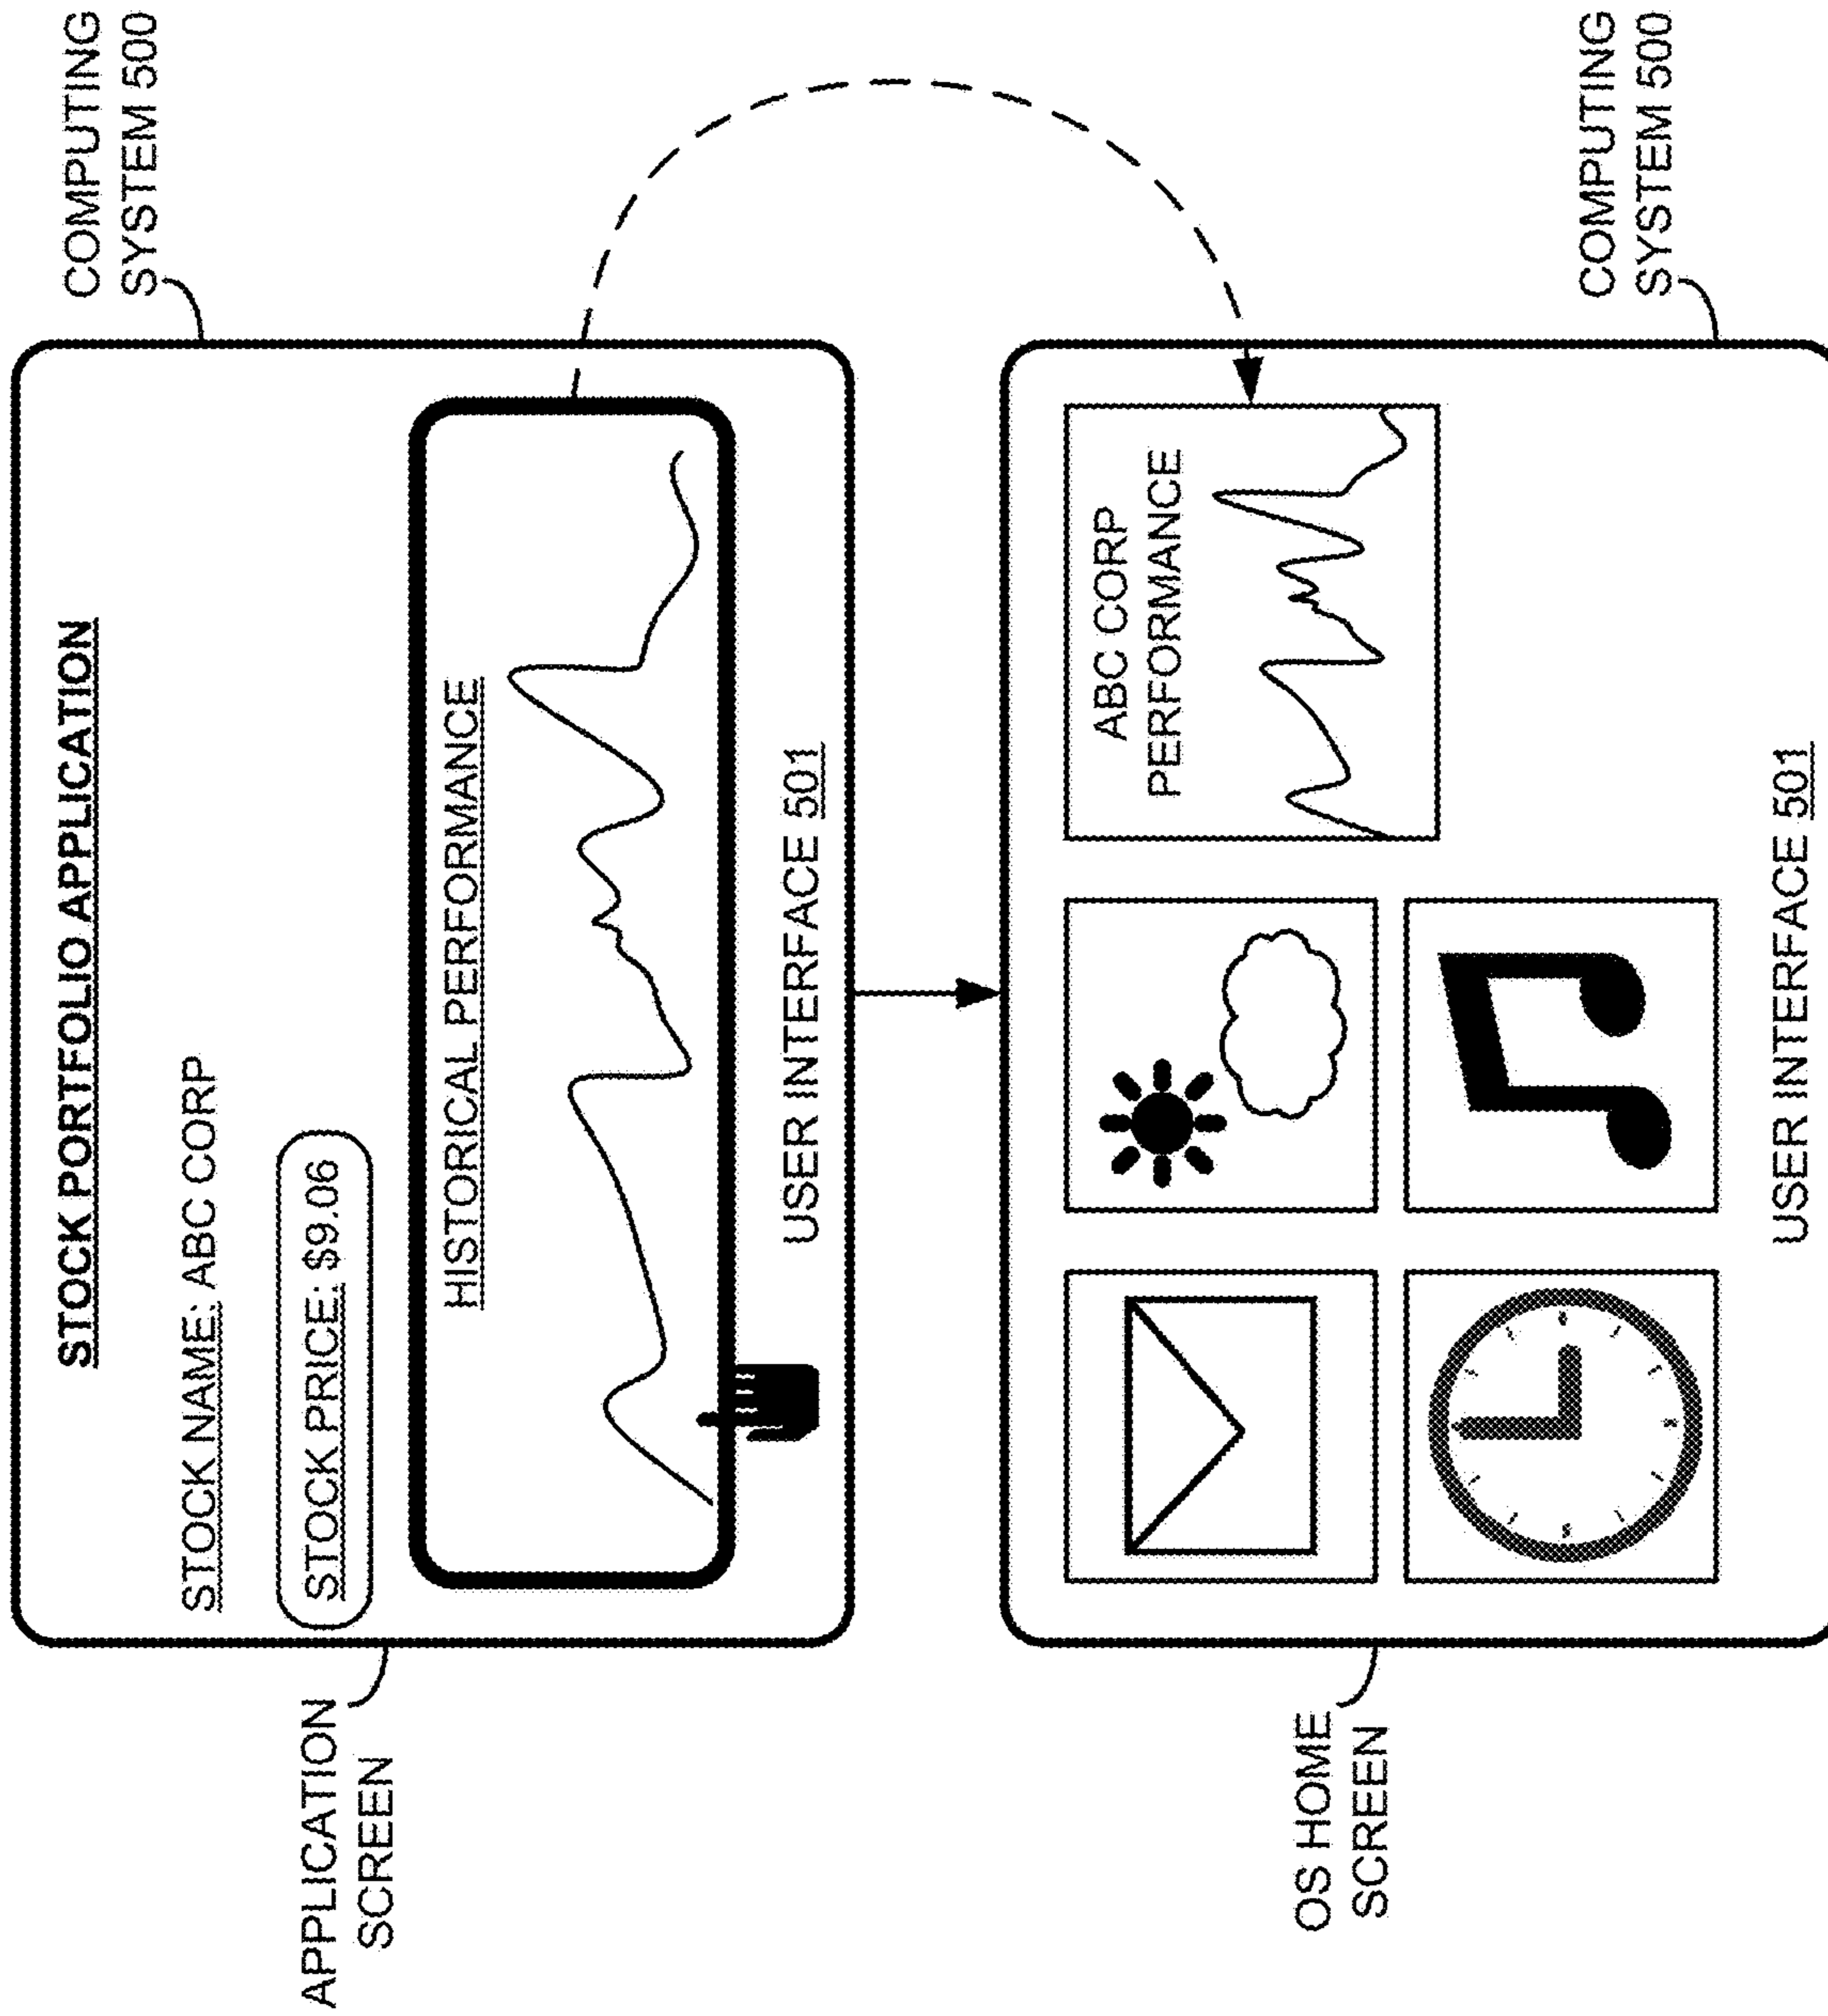 COMPUTING
SYSTEM 500
APPLICATION
SCREEN
STOCK PORTFOLIO APPLICATION
STOCK NAME: ABC CORP
STOCK PRICE: $9.06
HISTORICAL PERFORMANCE
USER INTERFACE 501
COMPUTING
SYSTEM 500
OS HOME
SCREEN
ABC CORP
PERFORMANCE
USER INTERFACE 501